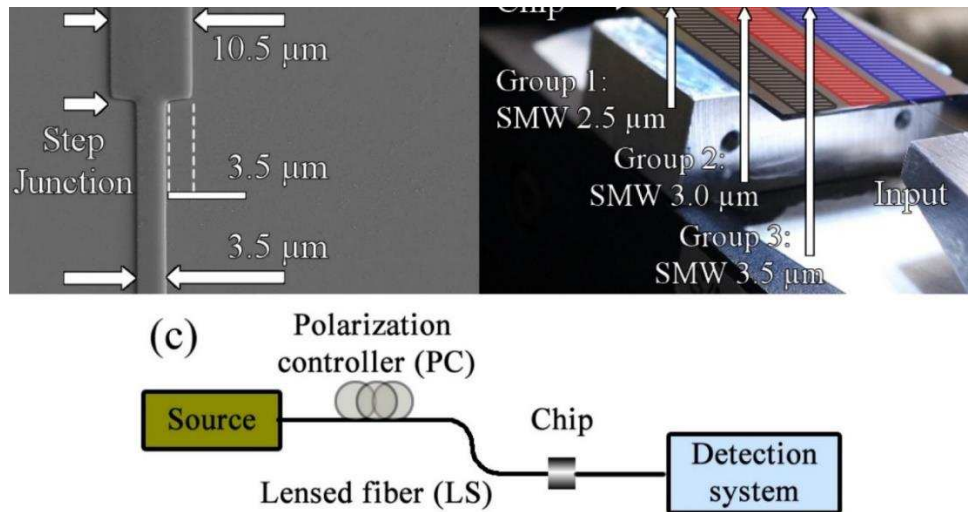 10.5 µm
Step
Junction
3.5 µm
3.5 µm
Chip
Group 1:
SMW 2.5 µm
Group 2:
SMW 3.0 µm
Group 3:
SMW 3.5 µm
Input
(c)
Polarization
controller (PC)
Source
Chip
Lensed fiber (LS)
Detection
system